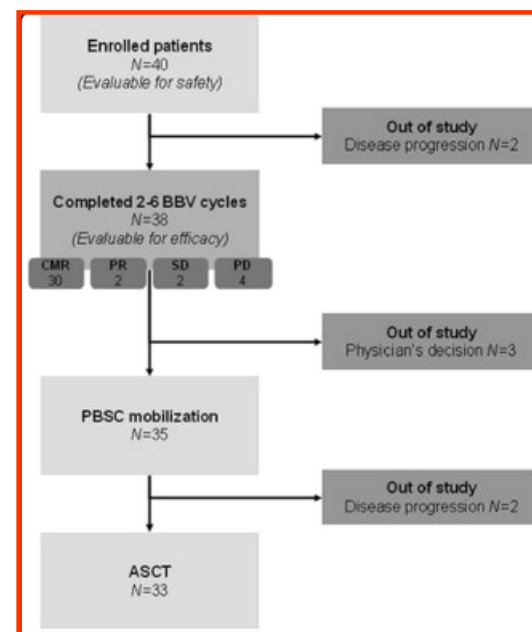 Enrolled patients
N=40
(Evaluable for safety)
Out of study
Disease progression N=2
Completed 2-6 BBV cycles
N=38
(Evaluable for efficacy)
CMR PR SD PD
30 2 2 4
Out of study
Physician's decision N=3
PBSC mobilization
N=35
Out of study
Disease progression N=2
ASCT
N=33